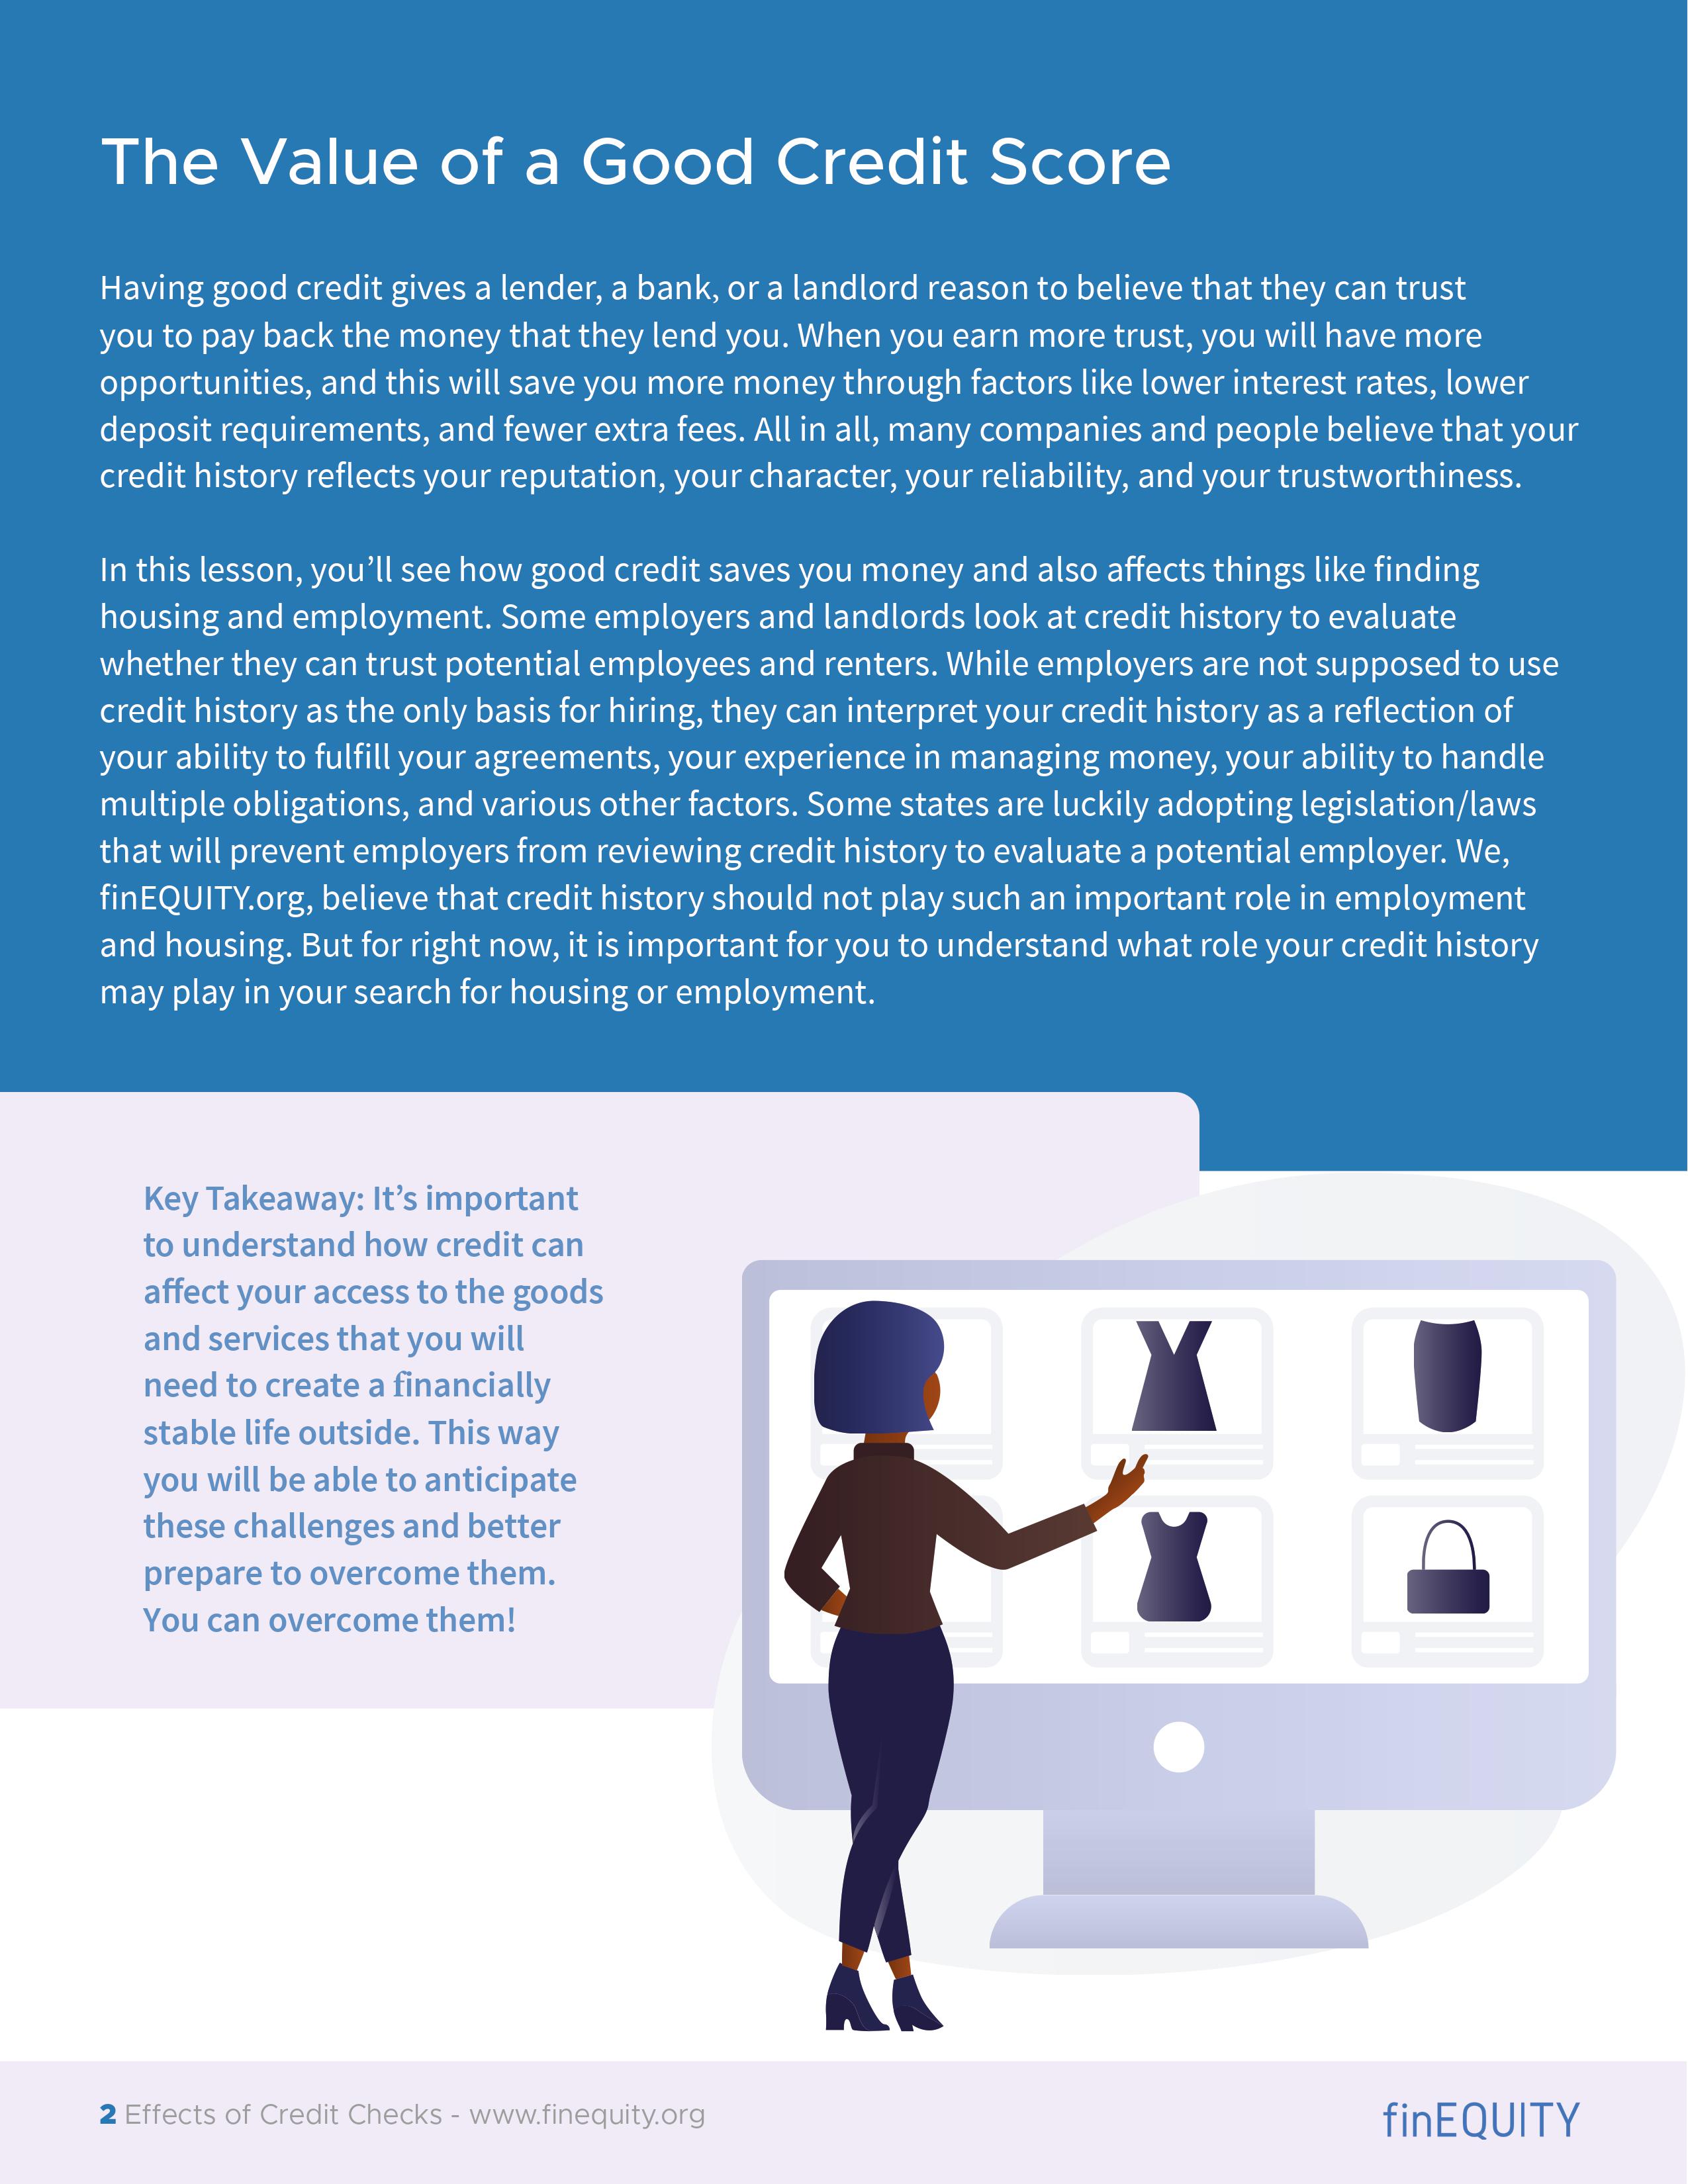 The Value of a Good Credit Score
Having good credit gives a lender, a bank, or a landlord reason to believe that they can trust
you to pay back the money that they lend you. When you earn more trust, you will have more
opportunities, and this will save you more money through factors like lower interest rates, lower
deposit requirements, and fewer extra fees. All in all, many companies and people believe that your
credit history reflects your reputation, your character, your reliability, and your trustworthiness.
In this lesson, you’ll see how good credit saves you money and also affects things like finding
housing and employment. Some employers and landlords look at credit history to evaluate
whether they can trust potential employees and renters. While employers are not supposed to use
credit history as the only basis for hiring, they can interpret your credit history as a reflection of
your ability to fulfill your agreements, your experience in managing money, your ability to handle
multiple obligations, and various other factors. Some states are luckily adopting legislation/laws
that will prevent employers from reviewing credit history to evaluate a potential employer. We,
finEQUITY.org, believe that credit history should not play such an important role in employment
and housing. But for right now, it is important for you to understand what role your credit history
may play in your search for housing or employment.
Key Takeaway: It’s important
to understand how credit can
affect your access to the goods
and services that you will
need to create a financially
stable life outside. This way
you will be able to anticipate
these challenges and better
prepare to overcome them.
You can overcome them!
2 Effects of Credit Checks - www.finequity.org
finEQUITY